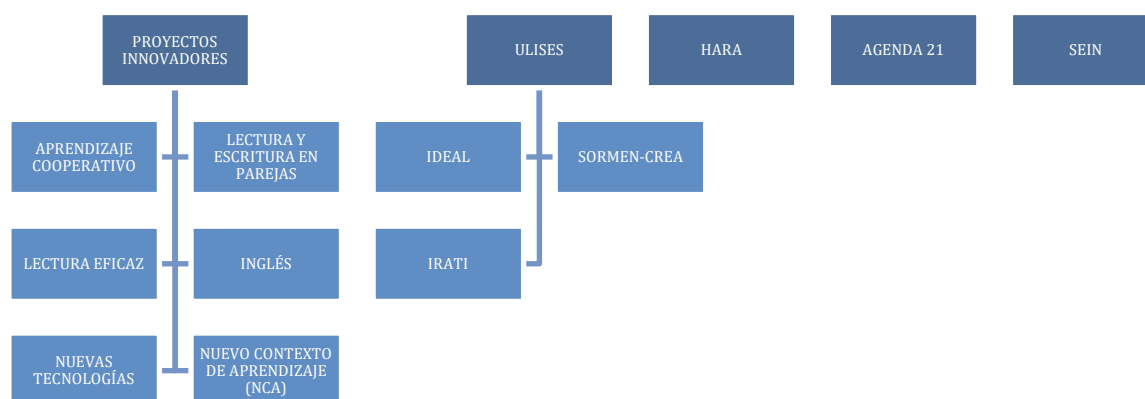 PROYECTOS
INNOVADORES
ULISES
HARA
AGENDA 21
SEIN
APRENDIZAJE
COOPERATIVO
LECTURA Y
ESCRITURA EN
PAREJAS
IDEAL
SORMEN-CREA
LECTURA EFICAZ
INGLÉS
IRATI
NUEVAS
TECNOLOGÍAS
NUEVO CONTEXTO
DE APRENDIZAJE
(NCA)